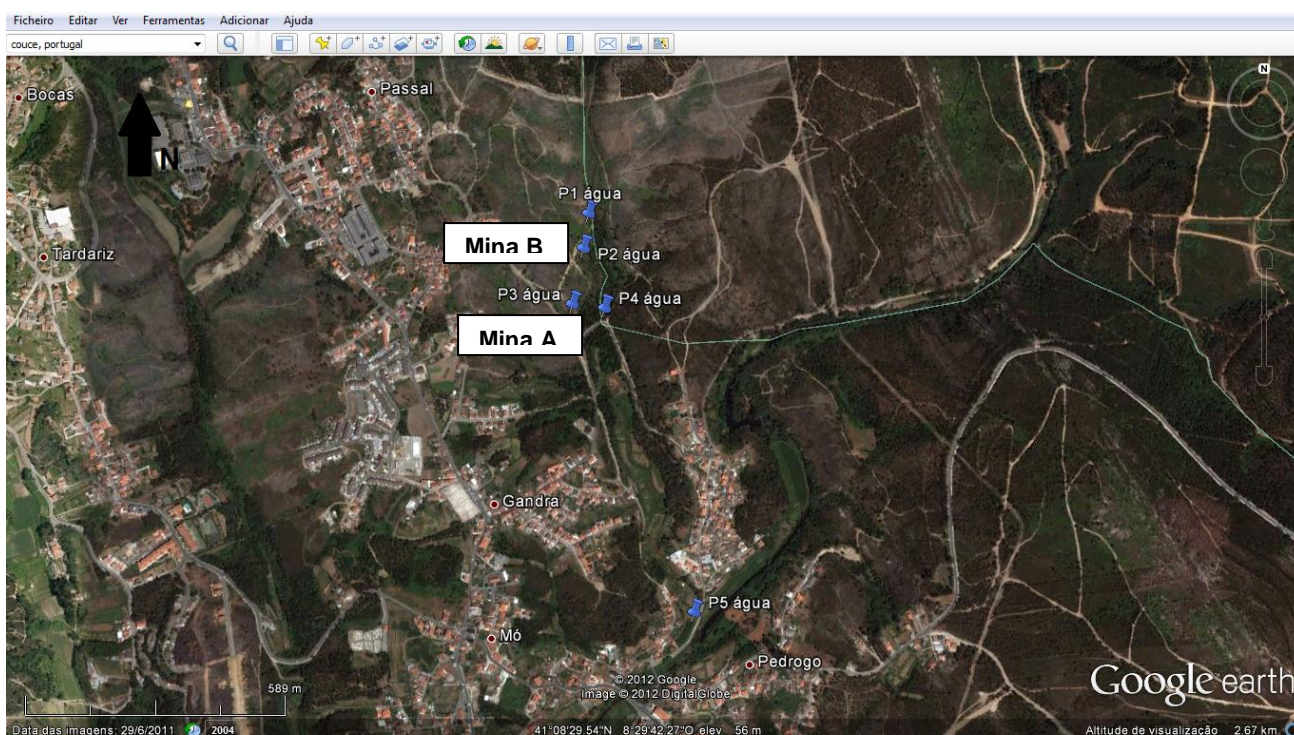 Ficheiro Editar Ver Ferramentas Adicionar Ajuda
couce, portugal
N
Bocas
Passal
N
P1 água
Mina B
P2 água
Tardariz
P3 água
P4 água
Mina A
Gandra
P5 água
Mó
Pedrogo
© 2012 Google
Image © 2012 DigitalGlobe
Google earth
589 m
Data das imagens: 29/6/2011 2004
41°08'29.54"N 8°29'42.27"O elev 56 m
Altitude de visualização 2.67 km